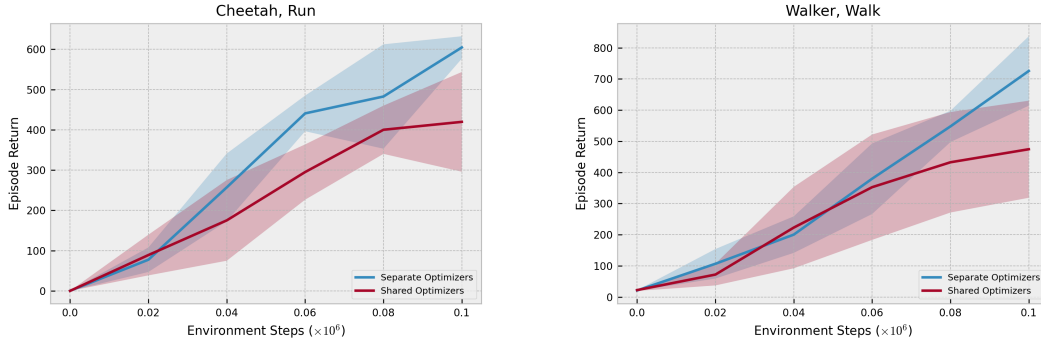 Cheetah, Run
600
500
400
300
200
100
0
Episode Return
Separate Optimizers
Shared Optimizers
0.0 0.02 0.04 0.06 0.08 0.1
Environment Steps (×10⁶)
Walker, Walk
800
700
600
500
400
300
200
100
0
Episode Return
Separate Optimizers
Shared Optimizers
0.0 0.02 0.04 0.06 0.08 0.1
Environment Steps (×10⁶)